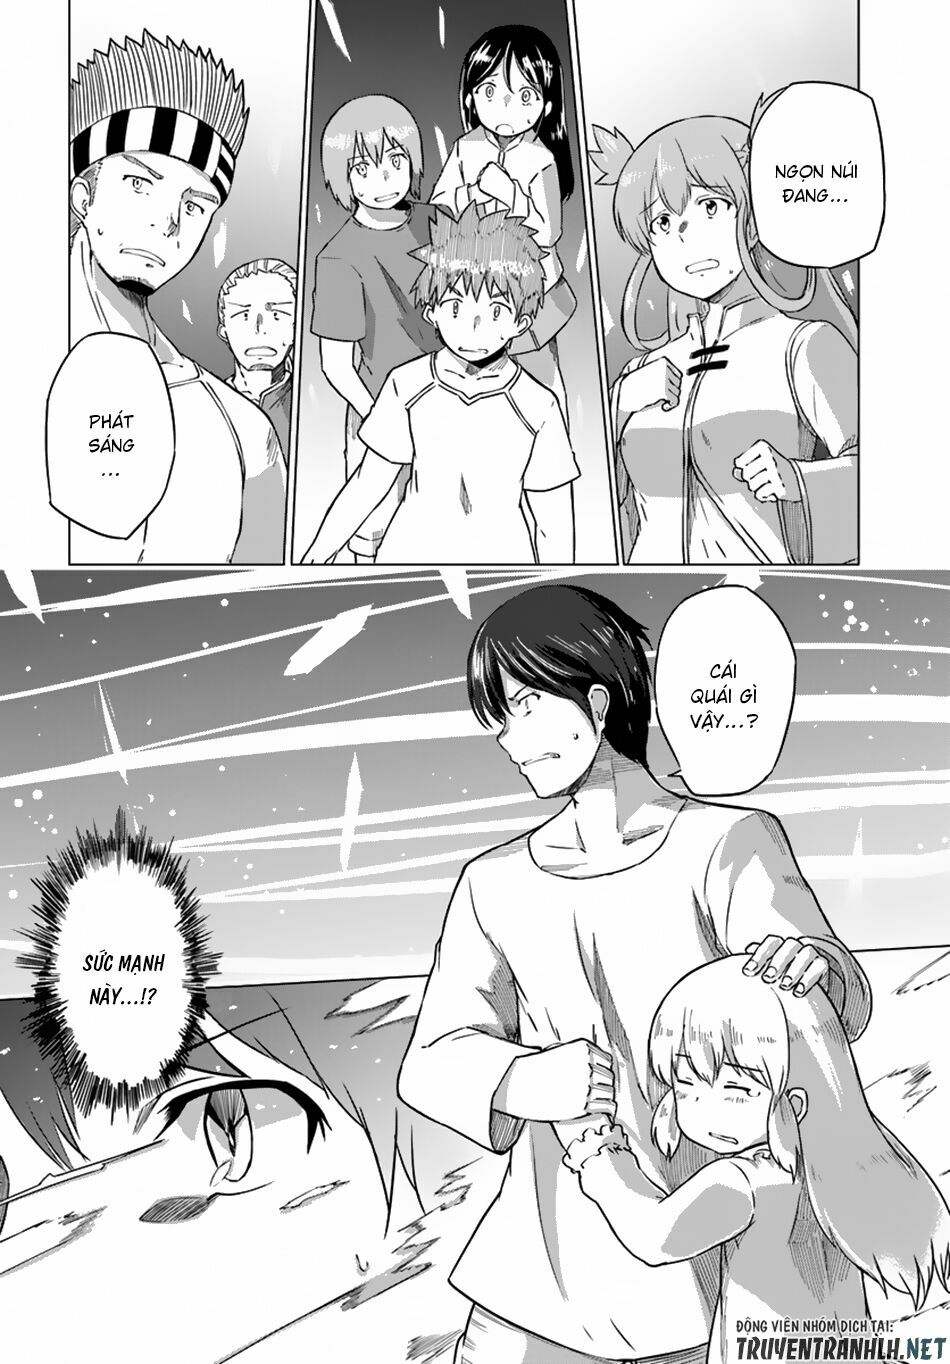 NGỌN NÚI
ĐANG...
PHÁT
SÁNG
...
CÁI
QUÁI GÌ
VẬY...?
SỨC MẠNH
NÀY...!?
ĐỘNG VIÊN NHÓM DỊCH TẠI:
TRUYENTRANHLH.NET